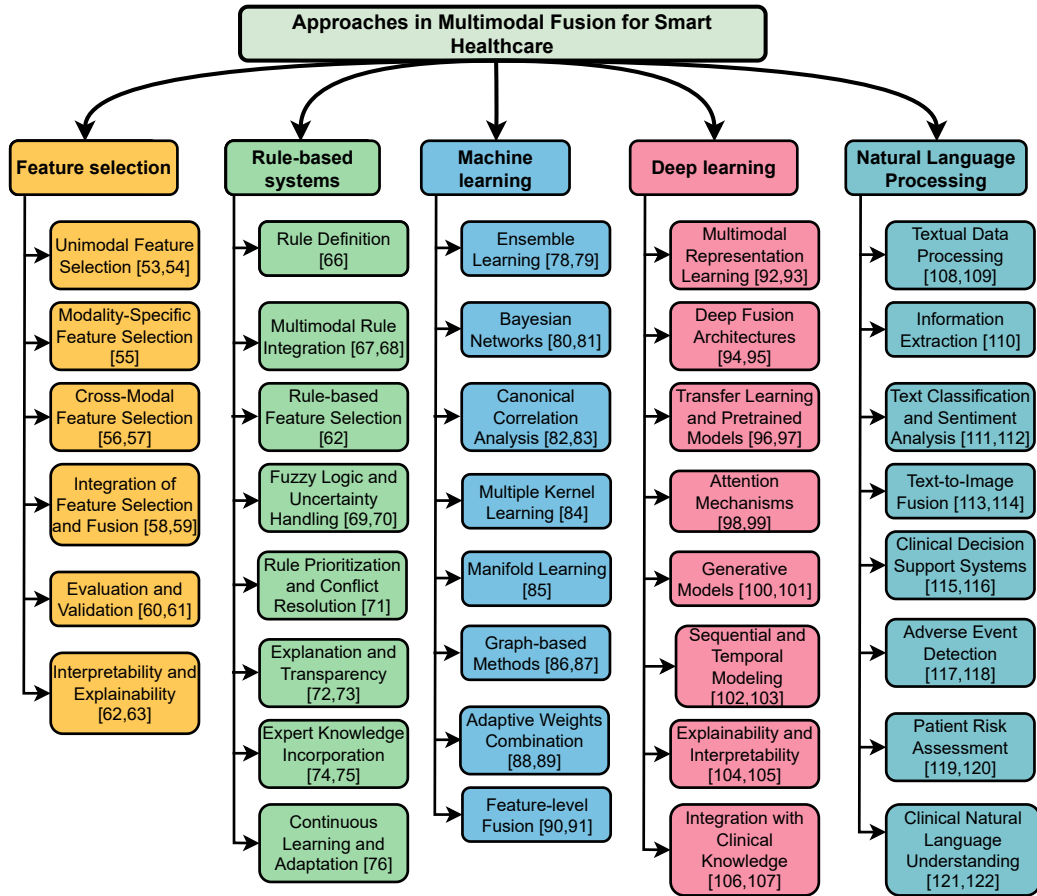 Approaches in Multimodal Fusion for Smart
Healthcare
Feature selection
Unimodal Feature
Selection [53,54]
Modality-Specific
Feature Selection
[55]
Cross-Modal
Feature Selection
[56,57]
Integration of
Feature Selection
and Fusion [58,59]
Evaluation and
Validation [60,61]
Interpretability and
Explainability
[62,63]
Rule-based
systems
Rule Definition
[66]
Multimodal Rule
Integration [67,68]
Rule-based
Feature Selection
[62]
Fuzzy Logic and
Uncertainty
Handling [69,70]
Rule Prioritization
and Conflict
Resolution [71]
Explanation and
Transparency
[72,73]
Expert Knowledge
Incorporation
[74,75]
Continuous
Learning and
Adaptation [76]
Machine
learning
Ensemble
Learning [78,79]
Bayesian
Networks [80,81]
Canonical
Correlation
Analysis [82,83]
Multiple Kernel
Learning [84]
Manifold Learning
[85]
Graph-based
Methods [86,87]
Adaptive Weights
Combination
[88,89]
Feature-level
Fusion [90,91]
Deep learning
Multimodal
Representation
Learning [92,93]
Deep Fusion
Architectures
[94,95]
Transfer Learning
and Pretrained
Models [96,97]
Attention
Mechanisms
[98,99]
Generative
Models [100,101]
Sequential and
Temporal
Modeling
[102,103]
Explainability and
Interpretability
[104,105]
Integration with
Clinical
Knowledge
[106,107]
Natural Language
Processing
Textual Data
Processing
[108,109]
Information
Extraction [110]
Text Classification
and Sentiment
Analysis [111,112]
Text-to-Image
Fusion [113,114]
Clinical Decision
Support Systems
[115,116]
Adverse Event
Detection
[117,118]
Patient Risk
Assessment
[119,120]
Clinical Natural
Language
Understanding
[121,122]